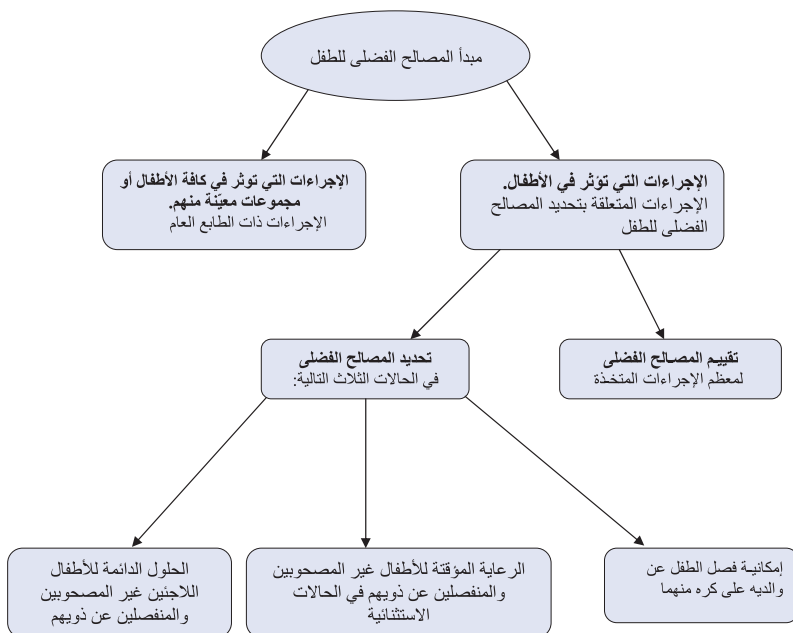 مبدأ المصالح الفضلى للطفل
الإجراءات التي تؤثر في الأطفال.
الإجراءات المتعلقة بتحديد المصالح
الفضلى للطفل
الإجراءات التي توثر في كافة الأطفال أو
مجموعات معيّنة منهم.
الإجراءات ذات الطابع العام
تقييم المصالح الفضلى
لمعظم الإجراءات المتخذة
تحديد المصالح الفضلى
في الحالات الثلاث التالية:
إمكانية فصل الطفل عن
والديه على كره منهما
الرعاية المؤقتة للأطفال غير المصحوبين
والمنفصلين عن ذويهم في الحالات
الاستثنائية
الحلول الدائمة للأطفال
اللاجئين غير المصحوبين
والمنفصلين عن ذويهم